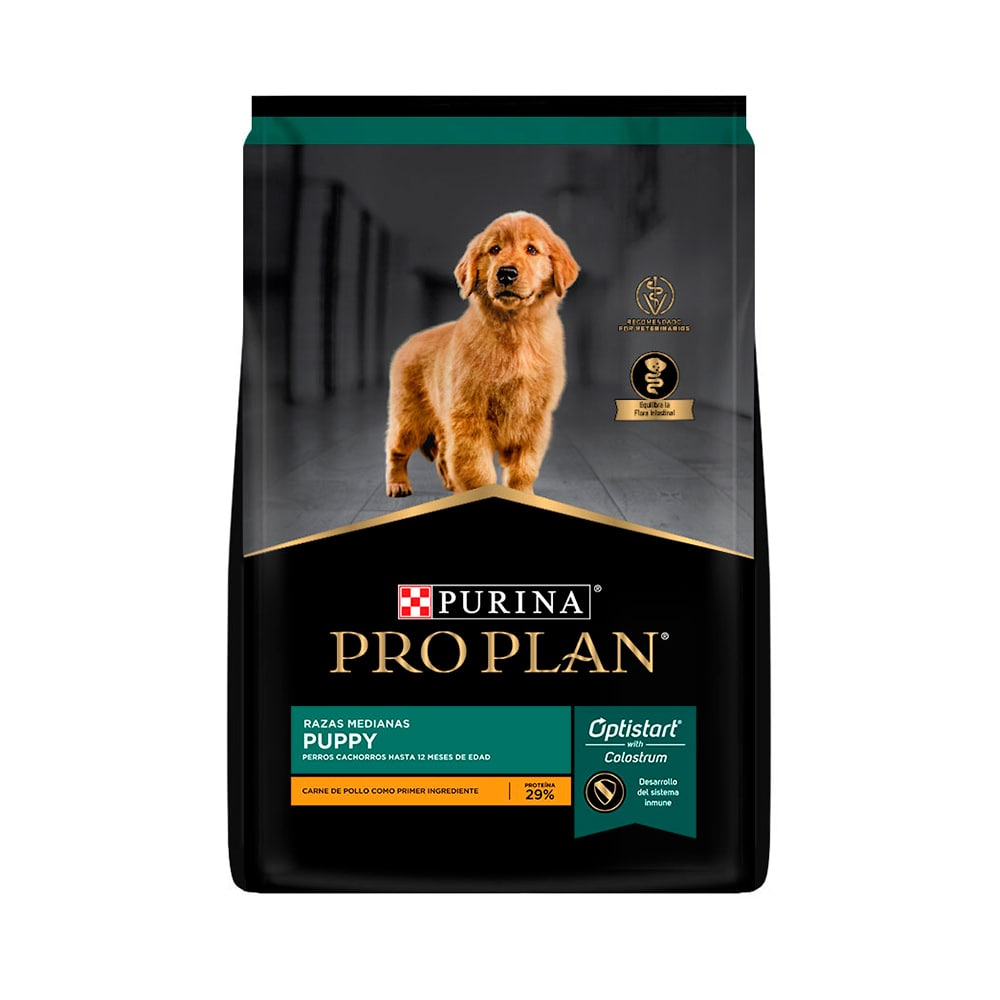 RECOMENDADO
POR VETERINARIOS
Equilibra la
Flora Intestinal
PURINA®
PRO PLAN®
RAZAS MEDIANAS
PUPPY
PERROS CACHORROS HASTA 12 MESES DE EDAD
CARNE DE POLLO COMO PRIMER INGREDIENTE
PROTEÍNA
29%
Optistart®
with
Colostrum
Desarrollo
del sistema
inmune